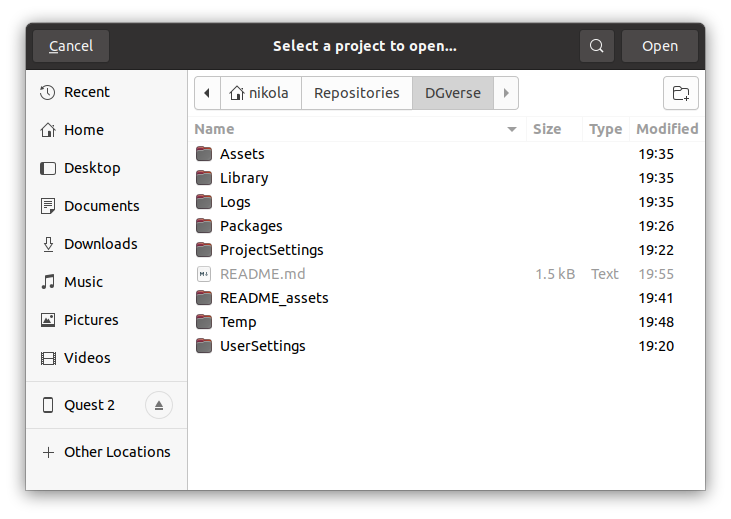 Cancel Select a project to open... Open
Recent
Home
Desktop
Documents
Downloads
Music
Pictures
Videos
Quest 2
Other Locations
nikola Repositories DGverse
Name Size Type Modified
Assets 19:35
Library 19:35
Logs 19:35
Packages 19:26
ProjectSettings 19:22
README.md 1.5 kB Text 19:55
README_assets 19:41
Temp 19:48
UserSettings 19:20